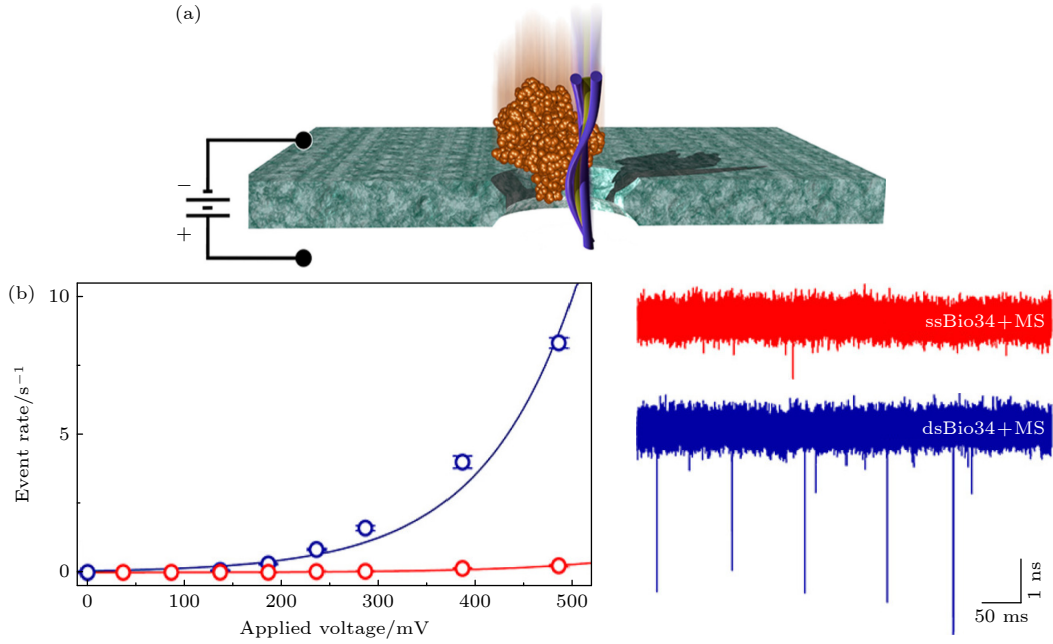 (a)
−
+
(b)
10
5
0
Event rate/s⁻¹
0
100
200
300
400
500
Applied voltage/mV
ssBio34+MS
dsBio34+MS
1 ns
50 ms